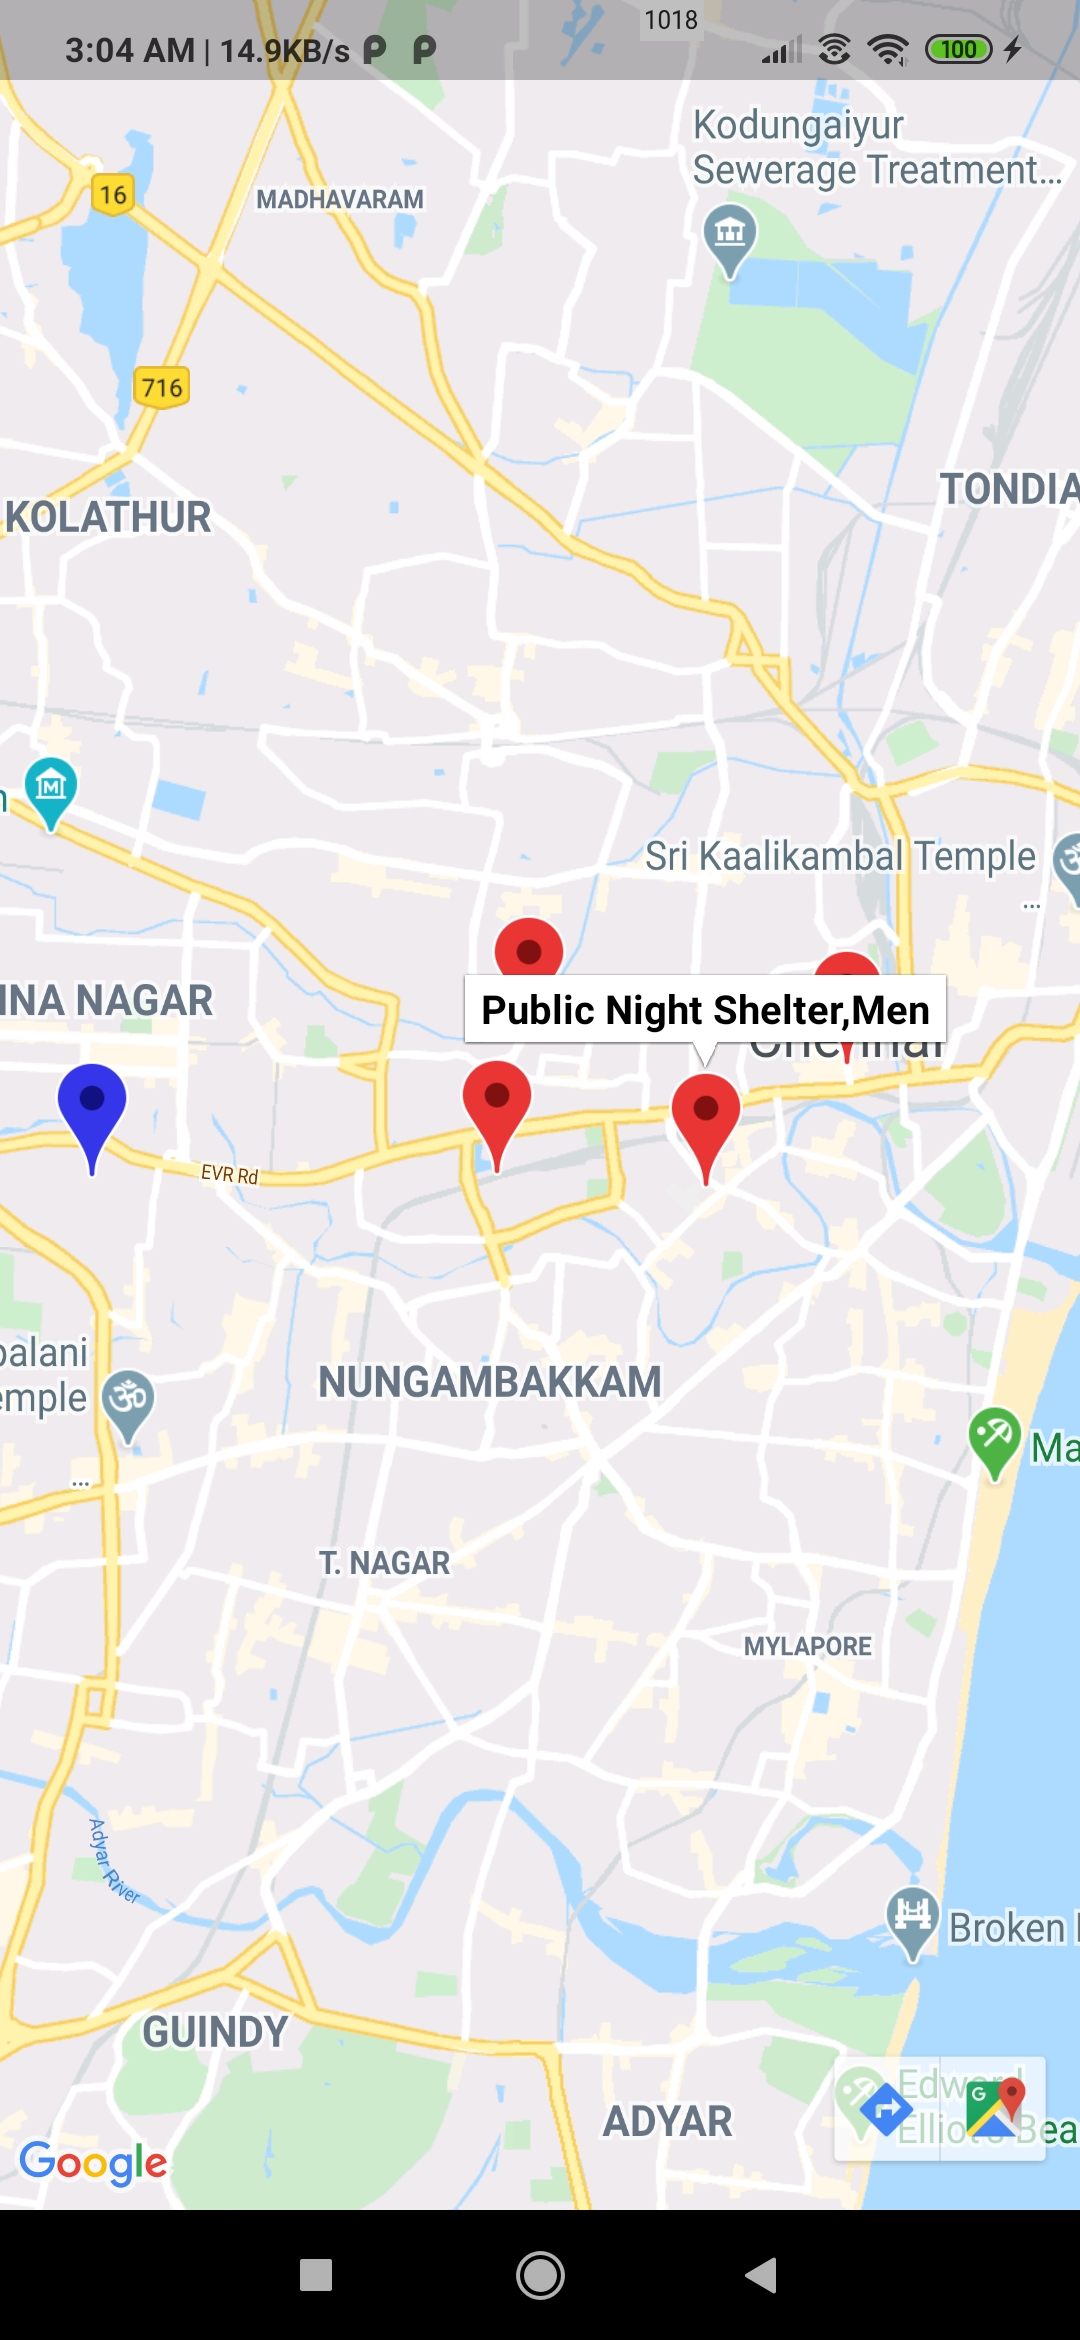 1018
3:04 AM | 14.9KB/s
100
Kodungaiyur
Sewerage Treatment...
16
MADHAVARAM
716
KOLATHUR
TONDIA
Sri Kaalikambal Temple
...
NNA NAGAR
Public Night Shelter,Men
Chennai
EVR Rd
palani
emple
...
NUNGAMBAKKAM
Ma
T. NAGAR
MYLAPORE
Adyar River
Broken
GUINDY
ADYAR
Edward
Elliot's Bea
Google